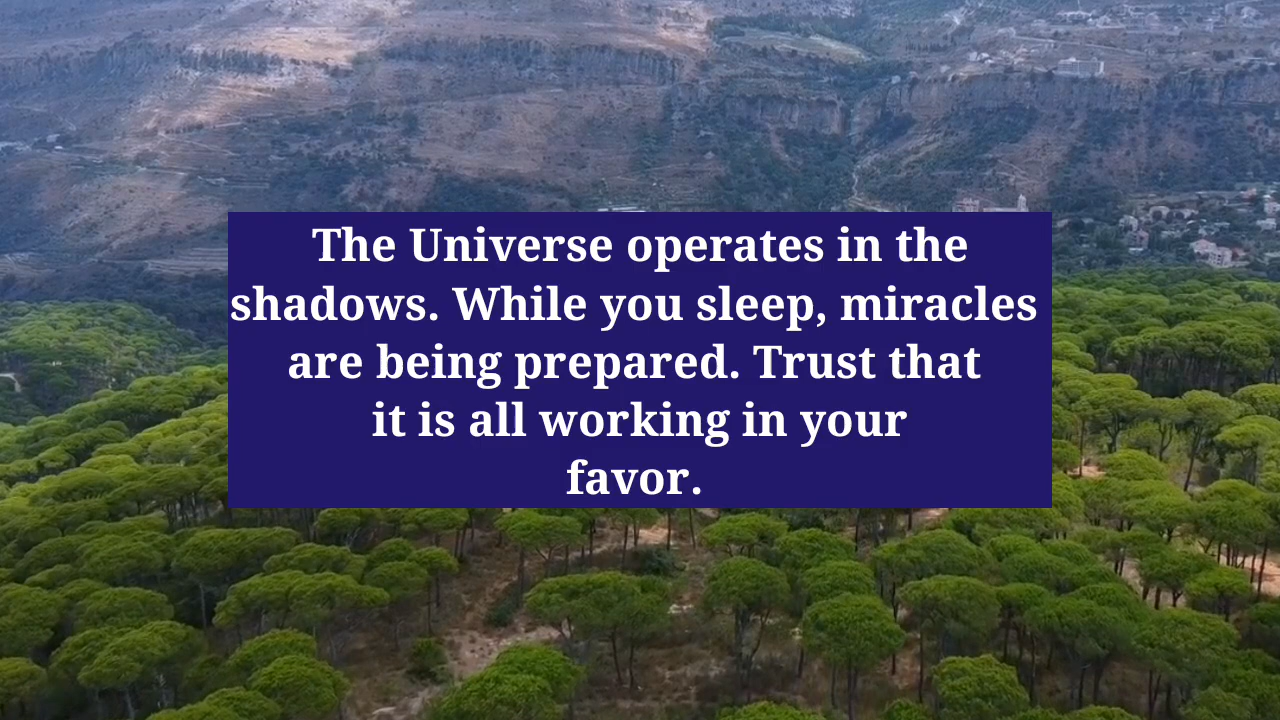 The Universe operates in the
shadows. While you sleep, miracles
are being prepared. Trust that
it is all working in your
favor.